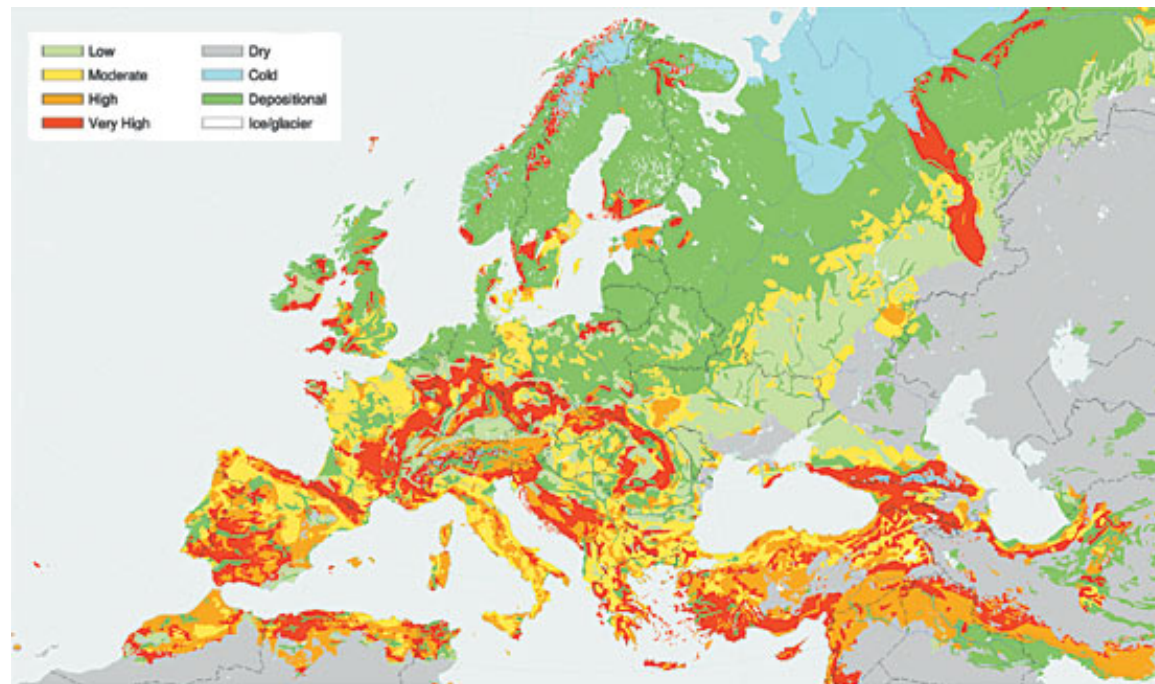 Low
Moderate
High
Very High
Dry
Cold
Depositional
Ice/glacier